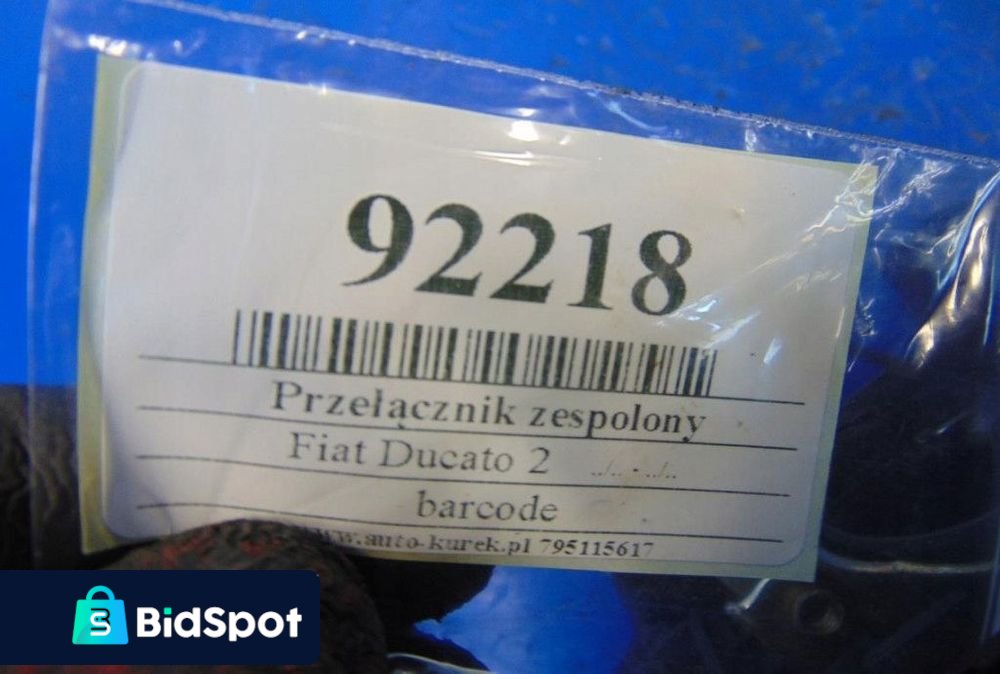 92218
Przełącznik zespolony
Fiat Ducato 2
barcode
www.auto-kurek.pl 795115617
BidSpot